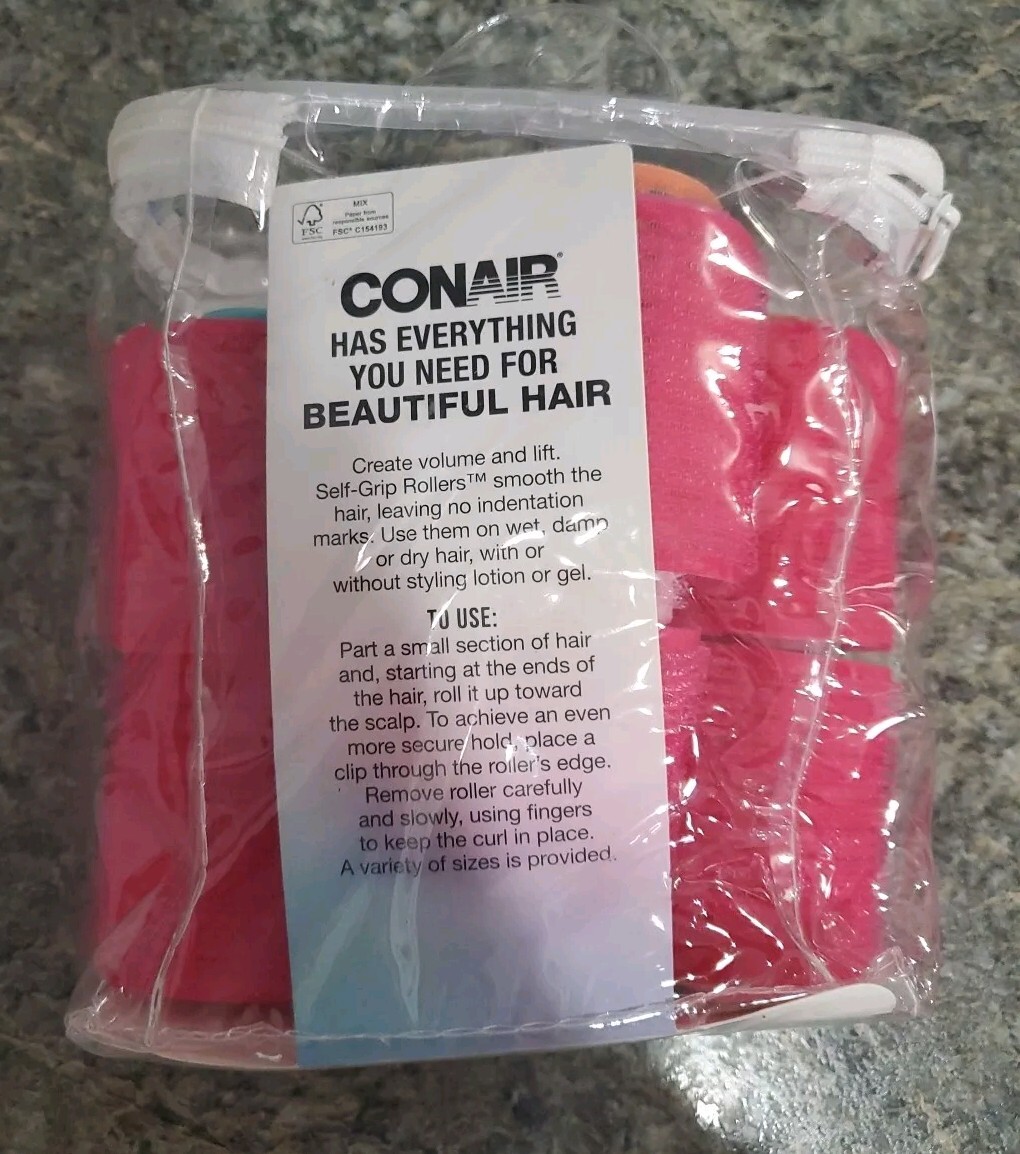 MIX
Paper from
responsible sources
FSC® C154193
FSC
CONAIR®
HAS EVERYTHING
YOU NEED FOR
BEAUTIFUL HAIR
Create volume and lift.
Self-Grip Rollers™ smooth the
hair, leaving no indentation
marks. Use them on wet, damp
or dry hair, with or
without styling lotion or gel.
TO USE:
Part a small section of hair
and, starting at the ends of
the hair, roll it up toward
the scalp. To achieve an even
more secure hold, place a
clip through the roller's edge.
Remove roller carefully
and slowly, using fingers
to keep the curl in place.
A variety of sizes is provided.